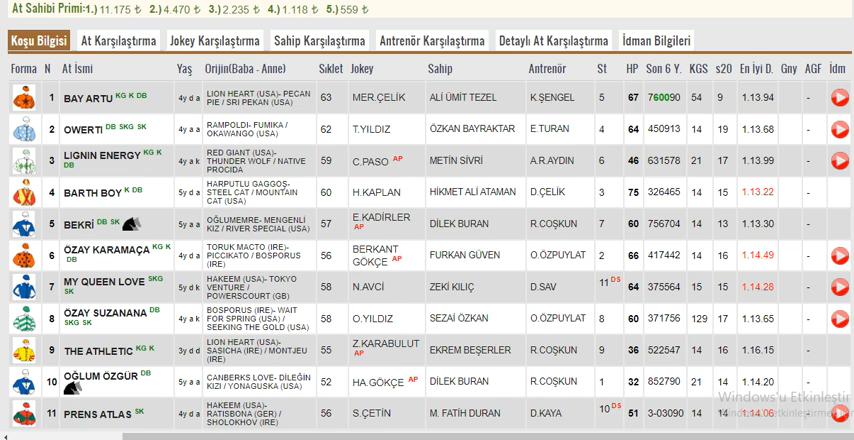 At Sahibi Primi:1.) 11.175 ₺ 2.) 4.470 ₺ 3.) 2.235 ₺ 4.) 1.118 ₺ 5.) 559 ₺
Koşu Bilgisi At Karşılaştırma Jokey Karşılaştırma Sahip Karşılaştırma Antrenör Karşılaştırma Detaylı At Karşılaştırma İdman Bilgileri
Forma N At İsmi Yaş Orijin(Baba - Anne) Sıklet Jokey Sahip Antrenör St HP Son 6 Y. KGS s20 En İyi D. Gny AGF İdm
1 BAY ARTU KG K DB 4y d a LION HEART (USA)- PECAN PIE / SRI PEKAN (USA) 63 MER.ÇELİK ALİ ÜMİT TEZEL K.ŞENGEL 5 67 760090 54 9 1.13.94 -
2 OWERTI DB SKG SK 4y a a RAMPOLDI- FUMIKA / OKAWANGO (USA) 62 T.YILDIZ ÖZKAN BAYRAKTAR E.TURAN 4 64 450913 14 19 1.13.68 -
3 LIGNIN ENERGY KG K DB 4y a k RED GIANT (USA)- THUNDER WOLF / NATIVE PROCIDA 59 C.PASO AP METİN SİVRİ A.R.AYDIN 6 46 631578 21 17 1.13.99 -
4 BARTH BOY K DB 5y d a HARPUTLU GAGGOŞ- STEEL CAT / MOUNTAIN CAT (USA) 60 H.KAPLAN HİKMET ALİ ATAMAN D.ÇELİK 3 75 326465 14 15 1.13.22 -
5 BEKRİ DB SK 5y a a OĞLUMEMRE- MENGENLİ KIZ / RIVER SPECIAL (USA) 57 E.KADİRLER AP DİLEK BURAN R.COŞKUN 7 60 756704 14 13 1.13.30 -
6 ÖZAY KARAMAÇA KG K DB 4y d a TORUK MACTO (IRE)- PICCIKATO / BOSPORUS (IRE) 56 BERKANT GÖKÇE AP FURKAN GÜVEN O.ÖZPUYLAT 2 66 417442 14 16 1.14.49 -
7 MY QUEEN LOVE SKG SK 5y d k HAKEEM (USA)- TOKYO VENTURE / POWERSCOURT (GB) 58 N.AVCİ ZEKİ KILIÇ D.SAV 11 DS 64 375564 15 15 1.14.28 -
8 ÖZAY SUZANANA DB SKG SK 4y a k BOSPORUS (IRE)- WAIT FOR SPRING (USA) / SEEKING THE GOLD (USA) 58 O.YILDIZ SEZAİ ÖZKAN O.ÖZPUYLAT 8 60 371756 129 17 1.13.65 -
9 THE ATHLETIC KG K 3y d d LION HEART (USA)- SASICHA (IRE) / MONTJEU (IRE) 55 Z.KARABULUT AP EKREM BEŞERLER R.COŞKUN 9 36 522547 14 16 1.16.15 -
10 OĞLUM ÖZGÜR DB 5y a a CANBERKS LOVE- DİLEĞİN KIZI / YONAGUSKA (USA) 52 HA.GÖKÇE AP DİLEK BURAN R.COŞKUN 1 32 852790 21 14 1.14.20
11 PRENS ATLAS SK 4y d a HAKEEM (USA)- RATISBONA (GER) / SHOLOKHOV (IRE) 56 S.ÇETİN M. FATİH DURAN D.KAYA 10 DS 51 3-03090 14 14 1.14.06 -
Windows'u Etkinleştir